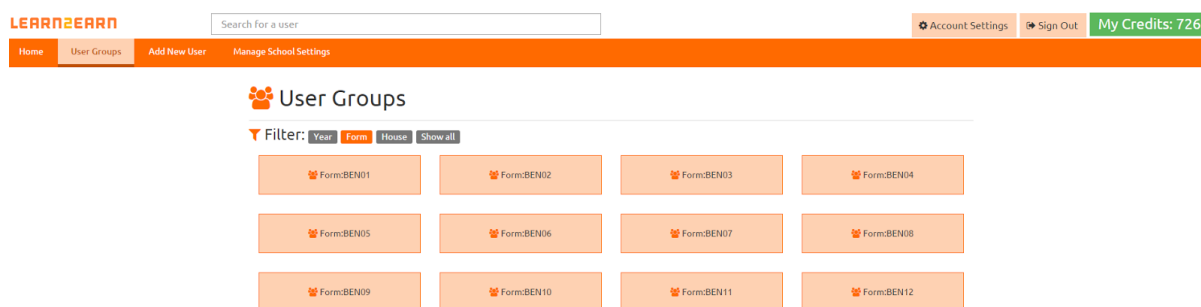 LEARN2EARN
Search for a user
Account Settings
Sign Out
My Credits: 726
Home
User Groups
Add New User
Manage School Settings
User Groups
Filter: Year Form House Show all
Form:BEN01
Form:BEN02
Form:BEN03
Form:BEN04
Form:BEN05
Form:BEN06
Form:BEN07
Form:BEN08
Form:BEN09
Form:BEN10
Form:BEN11
Form:BEN12